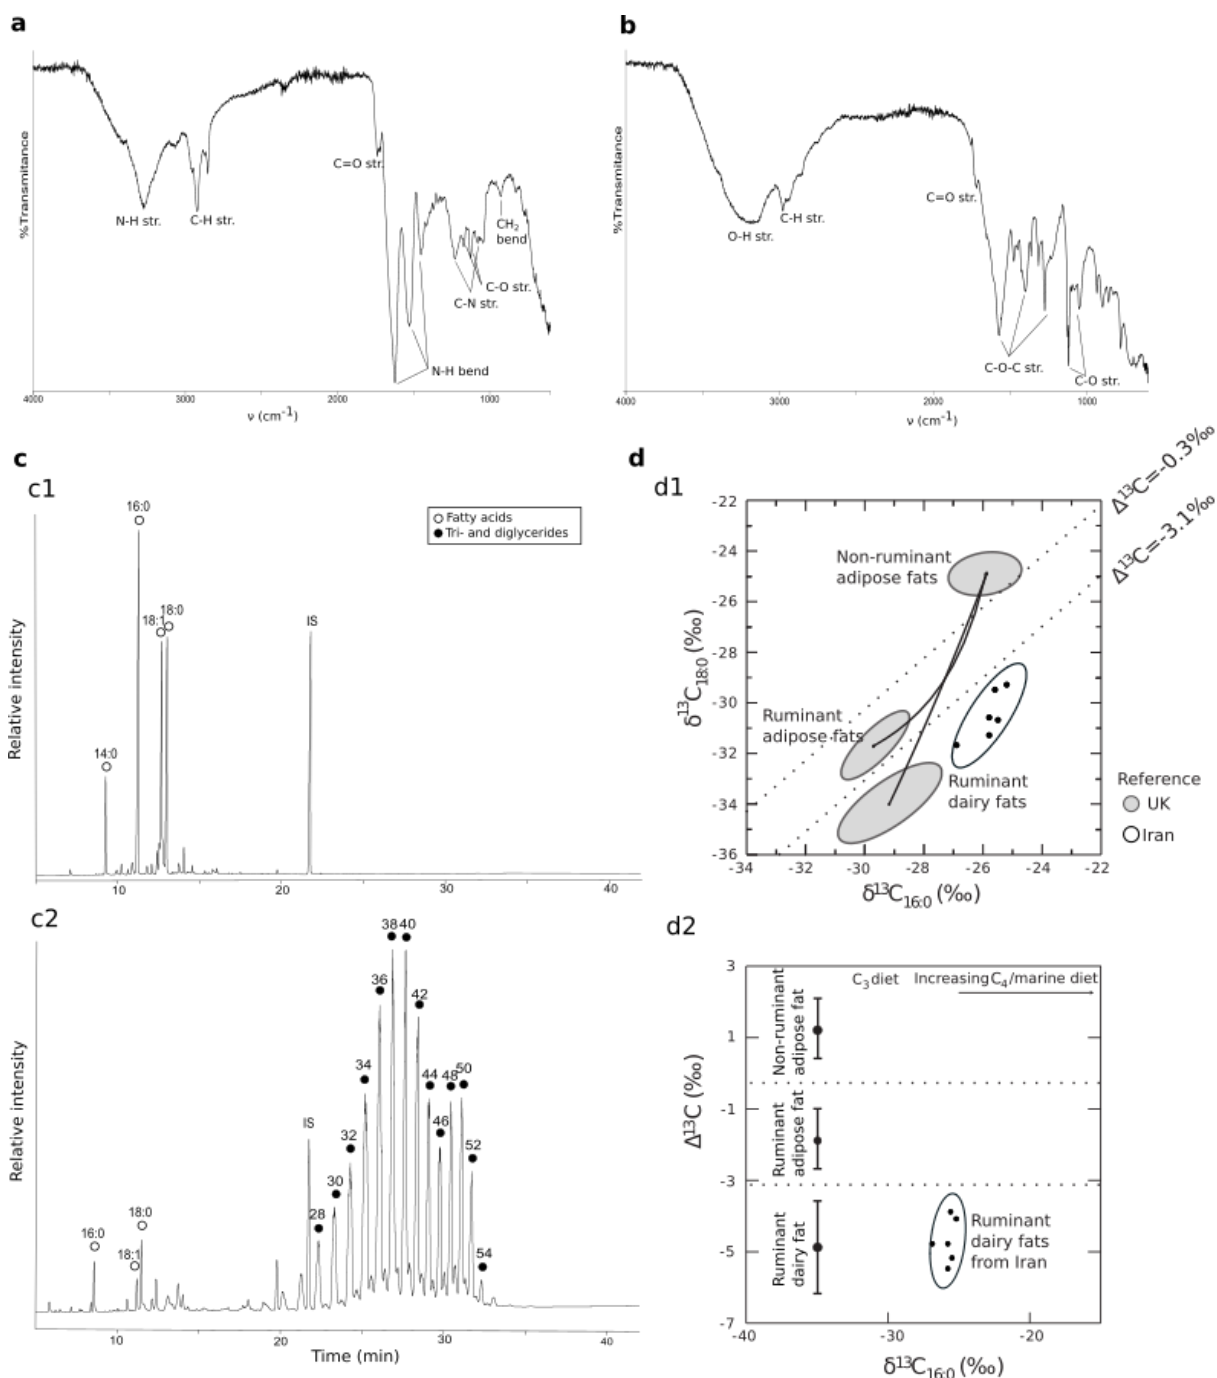 a
%Transmitance
N-H str.
C-H str.
C=O str.
N-H bend
C-N str.
C-O str.
CH2
bend
4000 3000 2000 1000
ν (cm-1)
b
%Transmitance
O-H str.
C-H str.
C=O str.
C-O-C str.
C-O str.
4000 3000 2000 1000
ν (cm-1)
c
c1
Relative intensity
14:0
16:0
18:1
18:0
IS
Fatty acids
Tri- and diglycerides
10 20 30 40
c2
Relative intensity
16:0
18:1
18:0
IS
28
30
32
34
36
38
40
42
44
46
48
50
52
54
10 20 30 40
Time (min)
d
d1
Δ13C=-0.3‰
Δ13C=-3.1‰
-22
-24
-26
-28
-30
-32
-34
-36
δ13C18:0 (‰)
Non-ruminant
adipose fats
Ruminant
adipose fats
Ruminant
dairy fats
-34 -32 -30 -28 -26 -24 -22
δ13C16:0 (‰)
Reference
UK
Iran
d2
3
1
-1
-3
-5
-7
Δ13C (‰)
C3 diet
Increasing C4/marine diet
Non-ruminant
adipose fat
Ruminant
adipose fat
Ruminant
dairy fat
Ruminant
dairy fats
from Iran
-40 -30 -20
δ13C16:0 (‰)